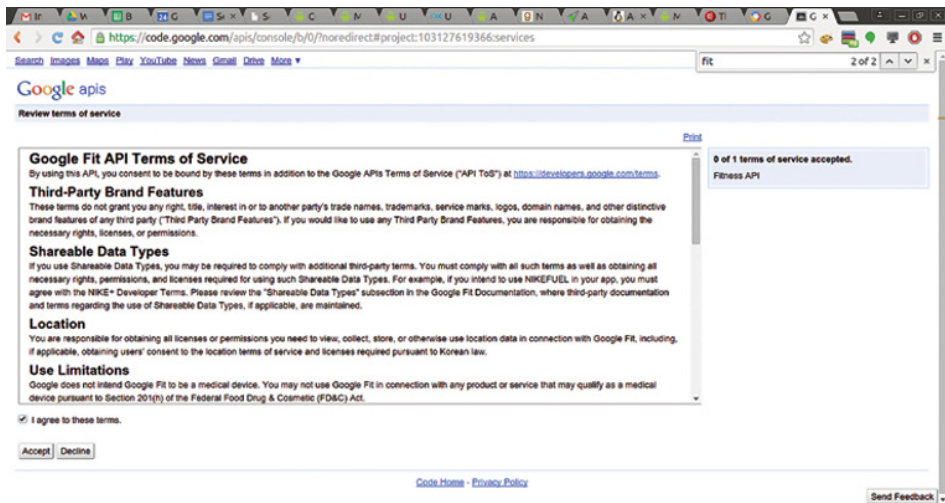 https://code.google.com/apis/console/b/0/?noredirect#project:103127619366:services
Search Images Maps Play YouTube News Gmail Drive More ▼
fit
2 of 2
Google apis
Review terms of service
Print
Google Fit API Terms of Service
By using this API, you consent to be bound by these terms in addition to the Google APIs Terms of Service ("API ToS") at https://developers.google.com/terms.
Third-Party Brand Features
These terms do not grant you any right, title, interest in or to another party's trade names, trademarks, service marks, logos, domain names, and other distinctive
brand features of any third party ("Third Party Brand Features"). If you would like to use any Third Party Brand Features, you are responsible for obtaining the
necessary rights, licenses, or permissions.
Shareable Data Types
If you use Shareable Data Types, you may be required to comply with additional third-party terms. You must comply with all such terms as well as obtaining all
necessary rights, permissions, and licenses required for using such Shareable Data Types. For example, if you intend to use NIKEFUEL in your app, you must
agree with the NIKE+ Developer Terms. Please review the "Shareable Data Types" subsection in the Google Fit Documentation, where third-party documentation
and terms regarding the use of Shareable Data Types, if applicable, are maintained.
Location
You are responsible for obtaining all licenses or permissions you need to view, collect, store, or otherwise use location data in connection with Google Fit, including,
if applicable, obtaining users' consent to the location terms of service and licenses required pursuant to Korean law.
Use Limitations
Google does not intend Google Fit to be a medical device. You may not use Google Fit in connection with any product or service that may qualify as a medical
device pursuant to Section 201(h) of the Federal Food Drug & Cosmetic (FD&C) Act.
0 of 1 terms of service accepted.
Fitness API
I agree to these terms.
Accept Decline
Code Home - Privacy Policy
Send Feedback